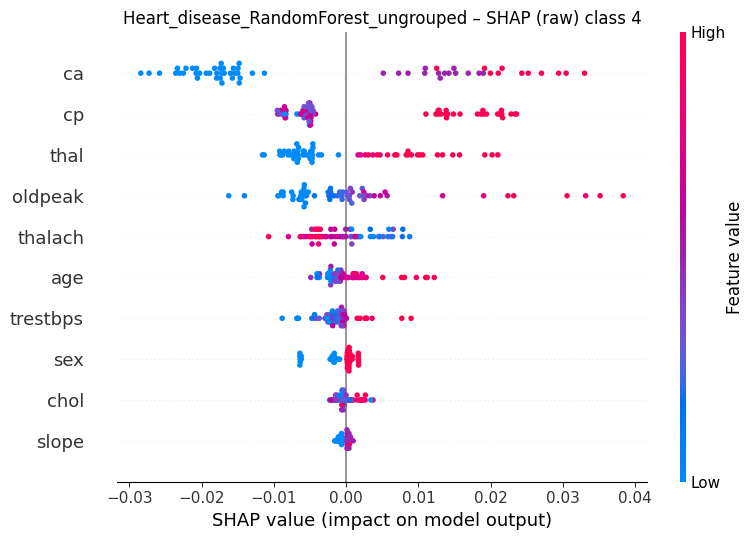 Heart_disease_RandomForest_ungrouped – SHAP (raw) class 4
High
ca
cp
thal
oldpeak
thalach
age
trestbps
sex
chol
slope
Feature value
Low
−0.03 −0.02 −0.01 0.00 0.01 0.02 0.03 0.04
SHAP value (impact on model output)